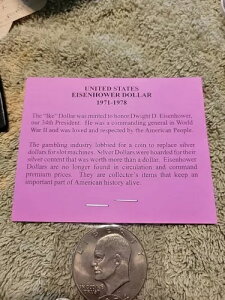 UNITED STATES
EISENHOWER DOLLAR
1971-1978
The "Ike" Dollar was minted to honor Dwight D. Eisenhower,
our 34th President. He was a commanding general in World
War II and was loved and respected by the American People.
The gambling industry lobbied for a coin to replace silver
dollars for slot machines. Silver Dollars were hoarded for their
silver content that was worth more than a dollar. Eisenhower
Dollars are no longer found in circulation and command
premium prices. They are collector's items that keep an
important part of American history alive.